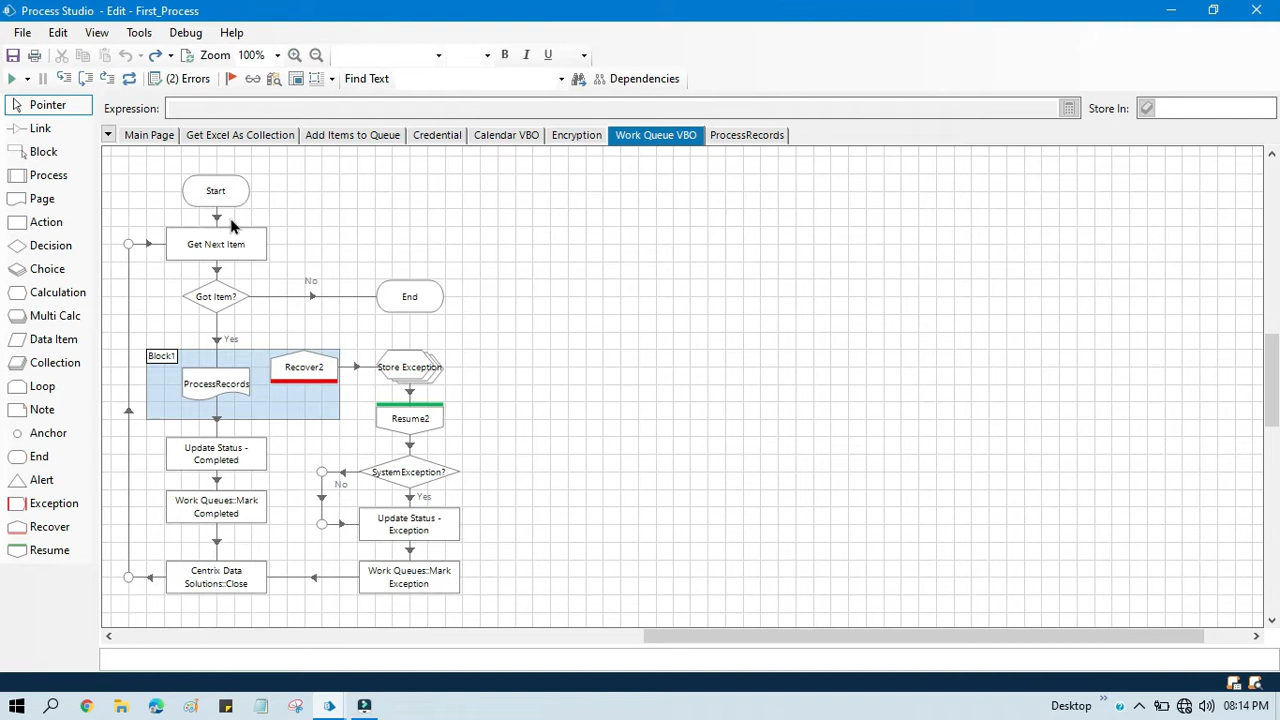 Process Studio - Edit - First_Process
File Edit View Tools Debug Help
Zoom 100% B I U
(2) Errors Find Text Dependencies
Pointer Expression: Store In:
Link Main Page Get Excel As Collection Add Items to Queue Credential Calendar VBO Encryption Work Queue VBO ProcessRecords
Block
Process
Page
Action
Decision
Choice
Calculation
Multi Calc
Data Item
Collection
Loop
Note
Anchor
End
Alert
Exception
Recover
Resume
Start
Get Next Item
No
Got Item?
End
Yes
Block1
Recover2
Store Exception
ProcessRecords
Resume2
Update Status -
Completed
SystemException?
No
Yes
Work Queues::Mark
Completed
Update Status -
Exception
Centrix Data
Solutions::Close
Work Queues::Mark
Exception
Desktop 08:14 PM